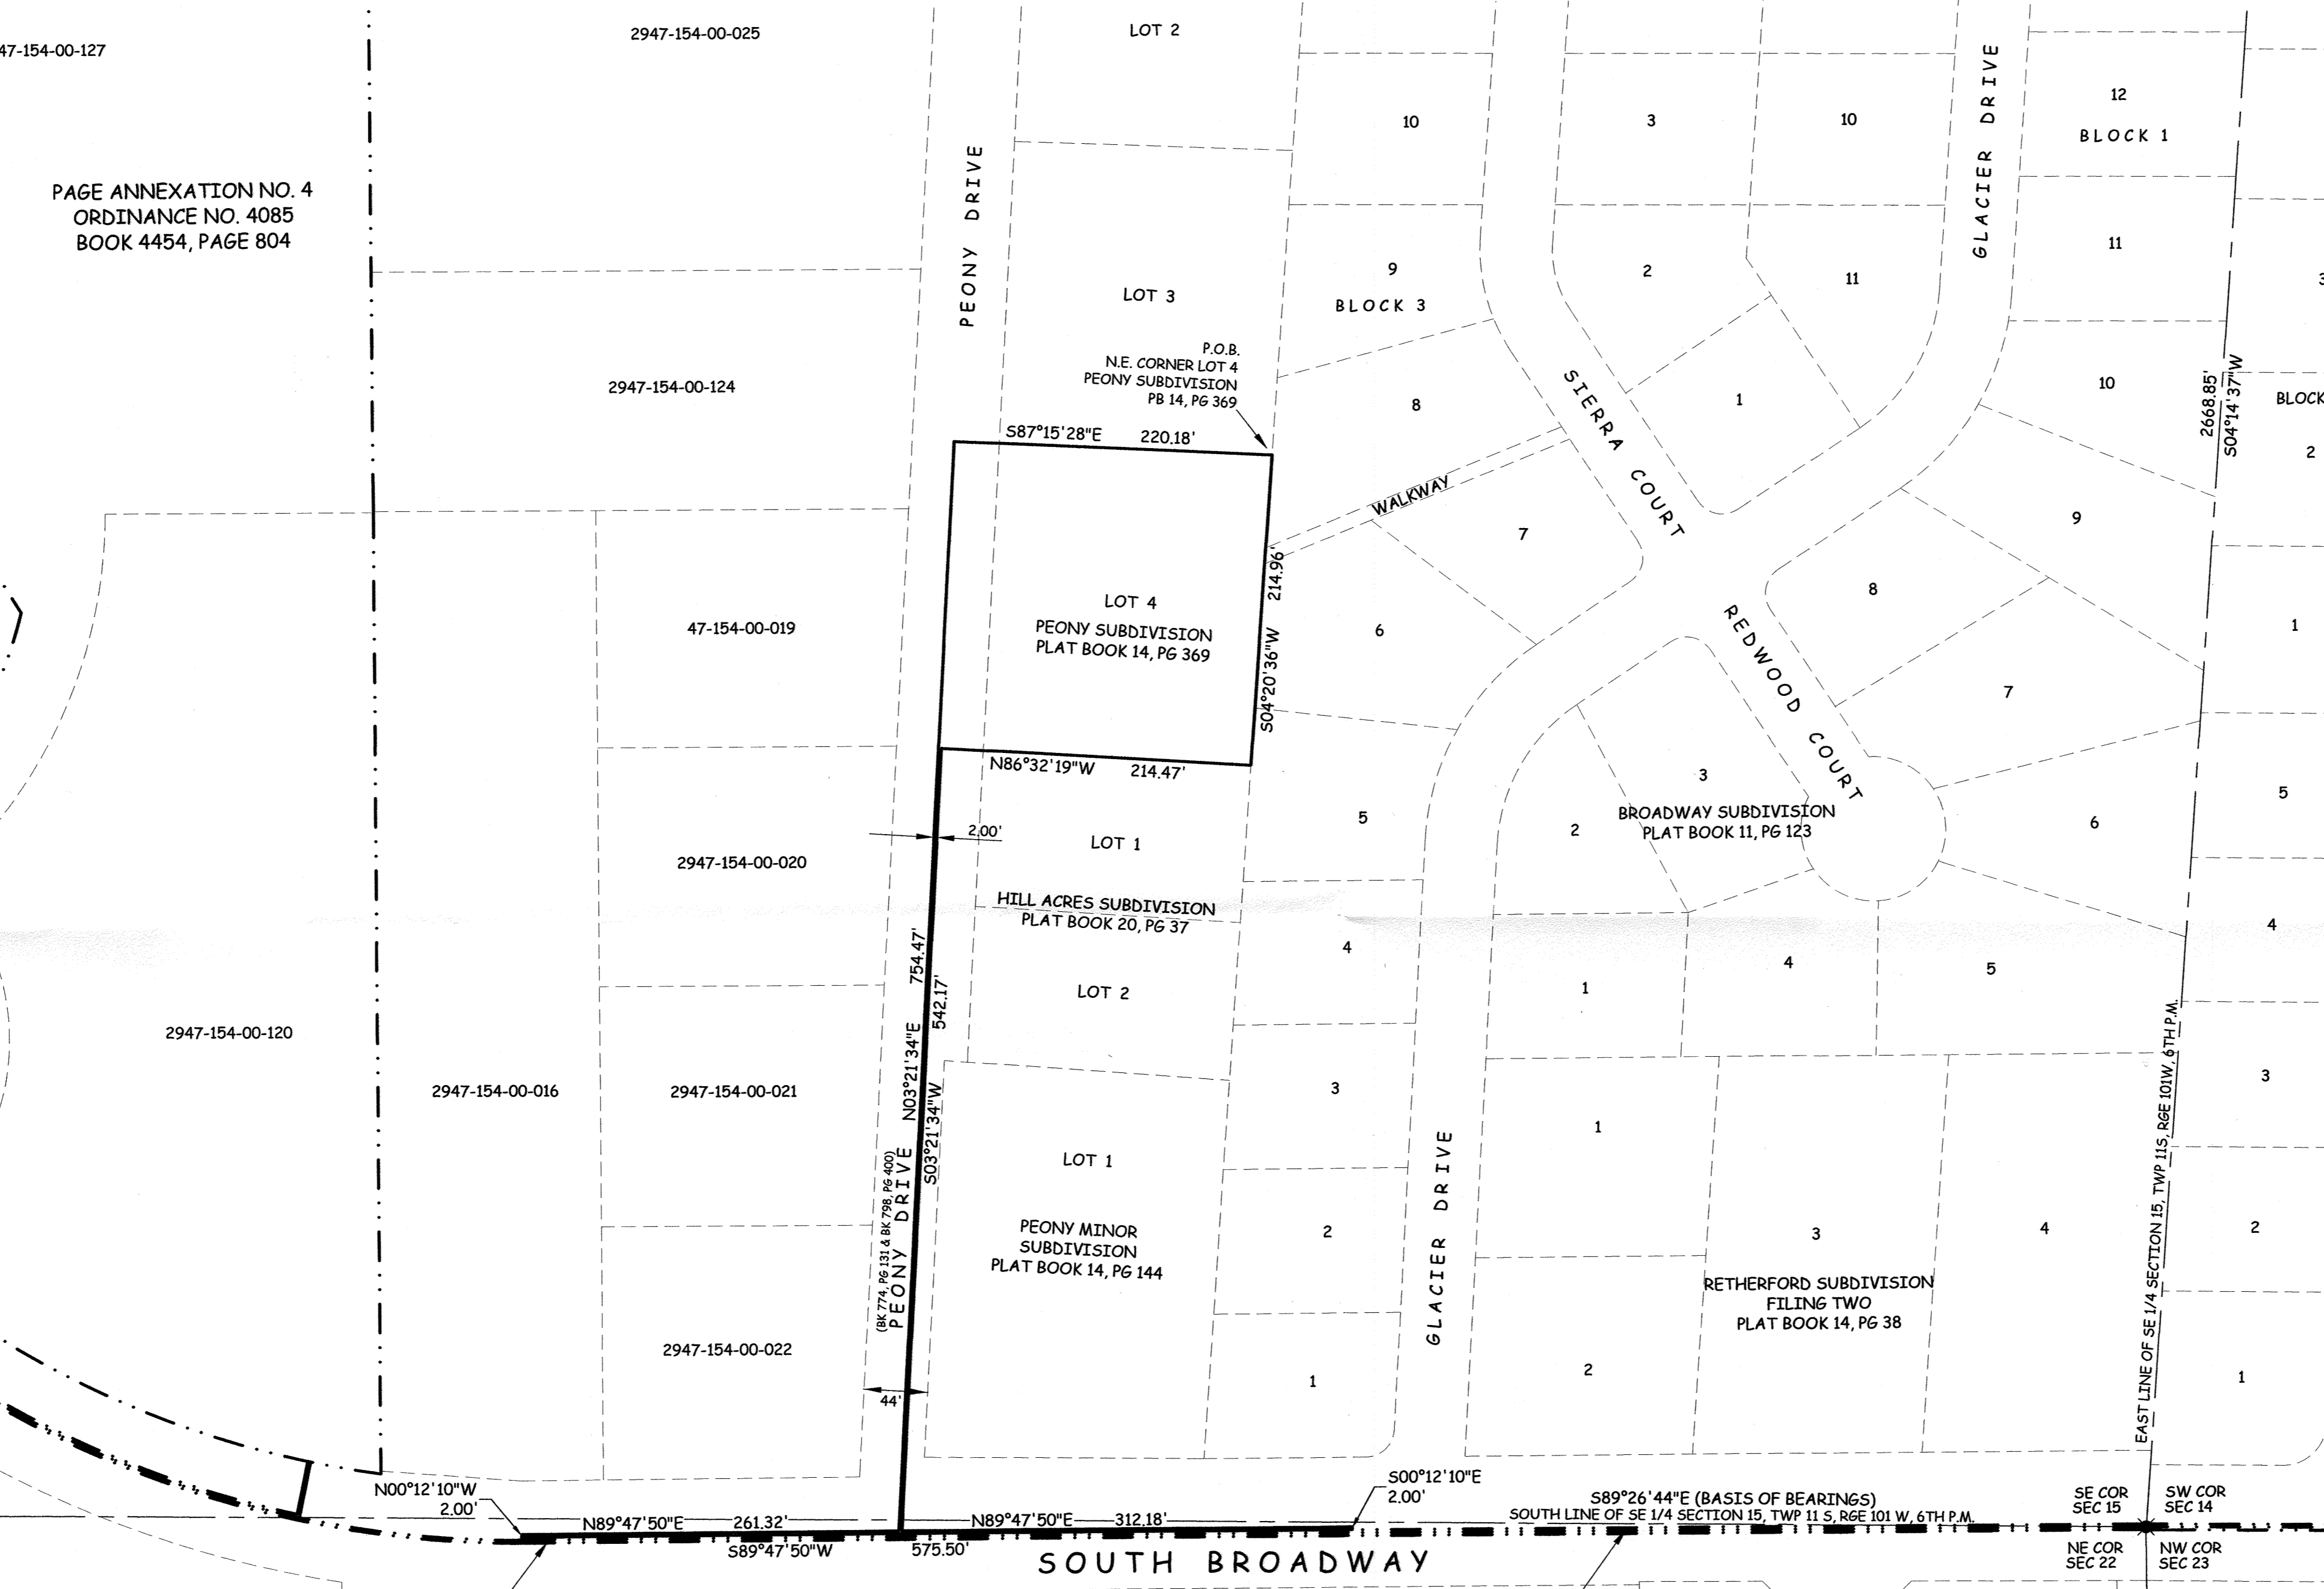 47-154-00-127
2947-154-00-025
LOT 2
PAGE ANNEXATION NO. 4
ORDINANCE NO. 4085
BOOK 4454, PAGE 804
PEONY DRIVE
LOT 3
P.O.B.
N.E. CORNER LOT 4
PEONY SUBDIVISION
PB 14, PG 369
2947-154-00-124
S87°15'28"E 220.18'
10
9
BLOCK 3
8
WALKWAY
7
6
5
4
3
2
1
SIERRA COURT
3
10
2
11
1
GLACIER DRIVE
12
BLOCK 1
11
10
9
8
7
6
5
4
REDWOOD COURT
3
2
1
BROADWAY SUBDIVISION
PLAT BOOK 11, PG 123
2668.85'
S04°14'37"W
3
BLOCK
2
1
5
4
3
2
1
47-154-00-019
LOT 4
PEONY SUBDIVISION
PLAT BOOK 14, PG 369
S04°20'36"W 214.96'
N86°32'19"W 214.47'
2.00'
LOT 1
HILL ACRES SUBDIVISION
PLAT BOOK 20, PG 37
LOT 2
2947-154-00-020
2947-154-00-120
2947-154-00-016
2947-154-00-021
2947-154-00-022
N03°21'34"E 754.47'
S03°21'34"W 542.17'
(BK 774, PG 131 & BK 798, PG 400)
PEONY DRIVE
44'
LOT 1
PEONY MINOR
SUBDIVISION
PLAT BOOK 14, PG 144
GLACIER DRIVE
1
2
3
4
RETHERFORD SUBDIVISION
FILING TWO
PLAT BOOK 14, PG 38
EAST LINE OF SE 1/4 SECTION 15, TWP 11S, RGE 101W, 6TH P.M.
N00°12'10"W
2.00'
N89°47'50"E 261.32'
N89°47'50"E 312.18'
S00°12'10"E
2.00'
S89°47'50"W 575.50'
S89°26'44"E (BASIS OF BEARINGS)
SOUTH LINE OF SE 1/4 SECTION 15, TWP 11 S, RGE 101 W, 6TH P.M.
SE COR
SEC 15
SW COR
SEC 14
NE COR
SEC 22
NW COR
SEC 23
SOUTH BROADWAY